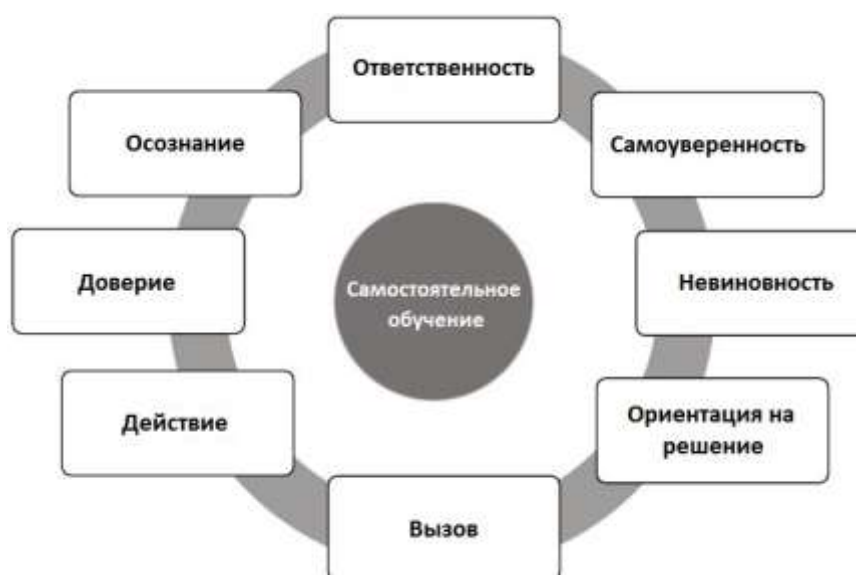 Ответственность
Самоуверенность
Невиновность
Ориентация на
решение
Вызов
Действие
Доверие
Осознание
Самостоятельное
обучение